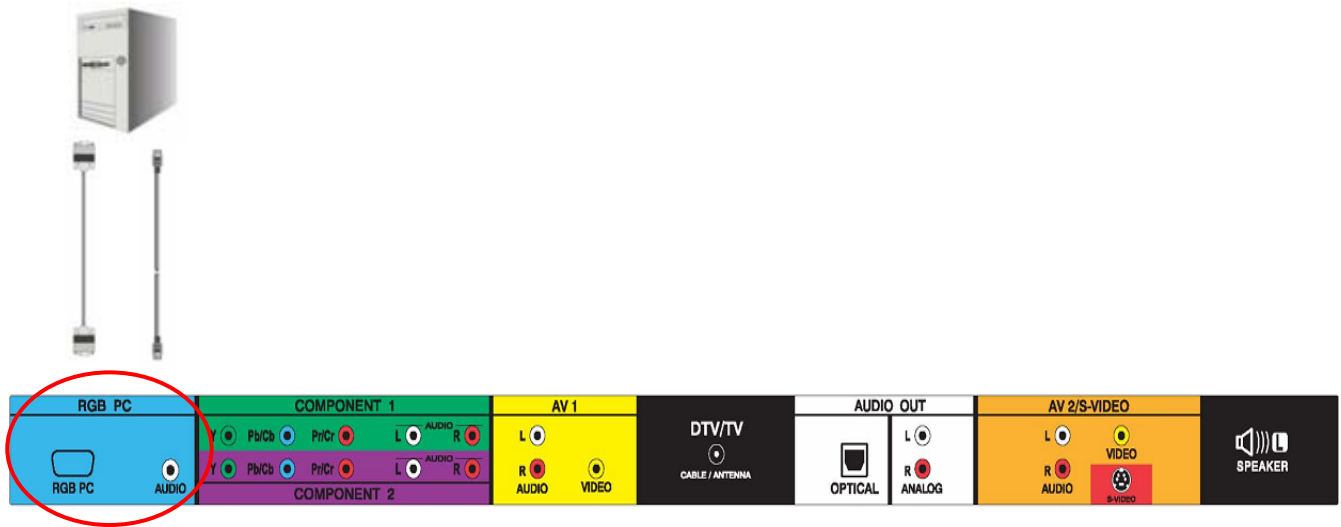 RGB PC
RGB PC
AUDIO
COMPONENT 1
Y Pb/Cb Pr/Cr L AUDIO R
Y Pb/Cb Pr/Cr L AUDIO R
COMPONENT 2
AV 1
L
R
AUDIO VIDEO
DTV/TV
CABLE / ANTENNA
AUDIO OUT
OPTICAL
L
R
ANALOG
AV 2/S-VIDEO
L
R
AUDIO
VIDEO
S-VIDEO
L
SPEAKER